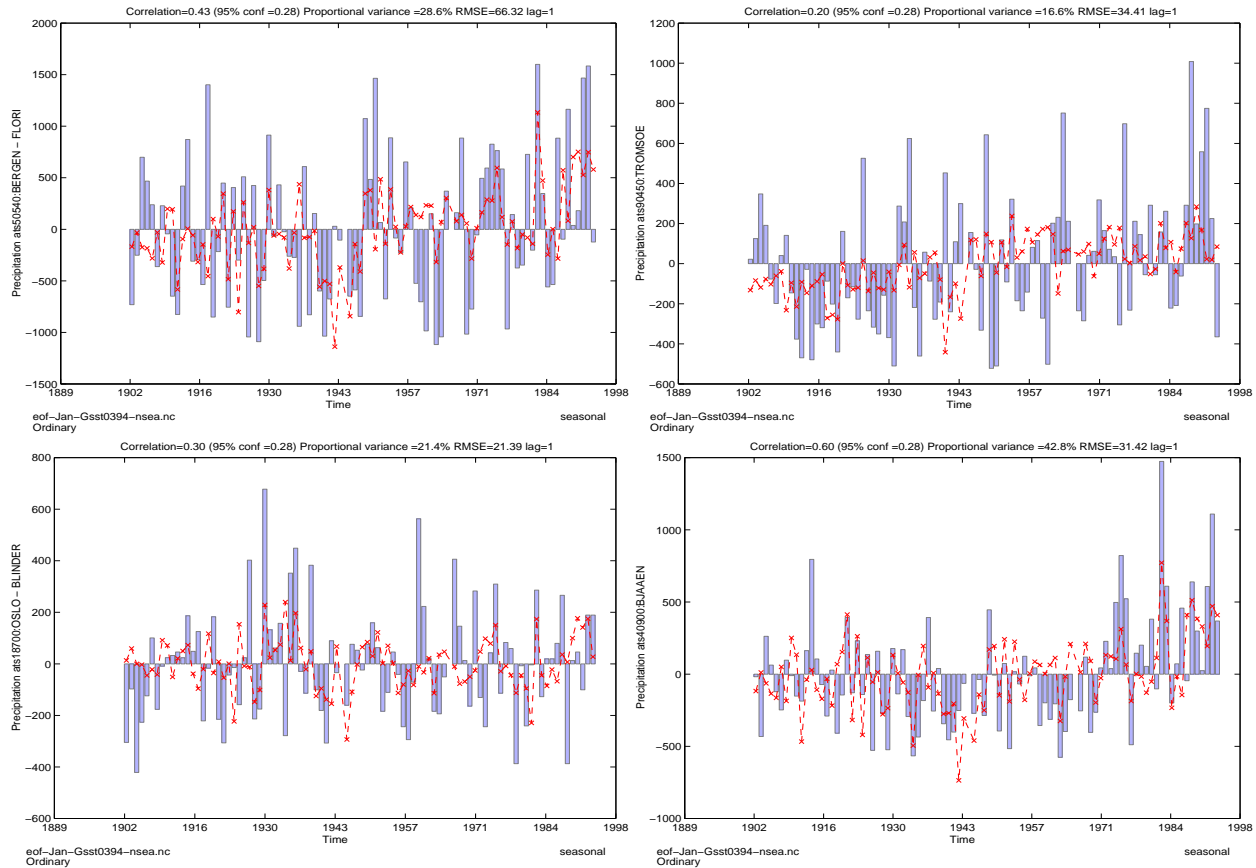 Correlation=0.43 (95% conf =0.28) Proportional variance =28.6% RMSE=66.32 lag=1
2000
1500
1000
500
0
−500
−1000
−1500
Precipitation ats50540:BERGEN − FLORI
1889 1902 1916 1930 1943 1957 1971 1984 1998
Time
eof−Jan−Gsst0394−nsea.nc seasonal
Ordinary
Correlation=0.20 (95% conf =0.28) Proportional variance =16.6% RMSE=34.41 lag=1
1200
1000
800
600
400
200
0
−200
−400
−600
Precipitation ats90450:TROMSOE
1889 1902 1916 1930 1943 1957 1971 1984 1998
Time
eof−Jan−Gsst0394−nsea.nc seasonal
Ordinary
Correlation=0.30 (95% conf =0.28) Proportional variance =21.4% RMSE=21.39 lag=1
800
600
400
200
0
−200
−400
−600
Precipitation ats18700:OSLO − BLINDER
1889 1902 1916 1930 1943 1957 1971 1984 1998
Time
eof−Jan−Gsst0394−nsea.nc seasonal
Ordinary
Correlation=0.60 (95% conf =0.28) Proportional variance =42.8% RMSE=31.42 lag=1
1500
1000
500
0
−500
−1000
Precipitation ats40900:BJAAEN
1889 1902 1916 1930 1943 1957 1971 1984 1998
Time
eof−Jan−Gsst0394−nsea.nc seasonal
Ordinary